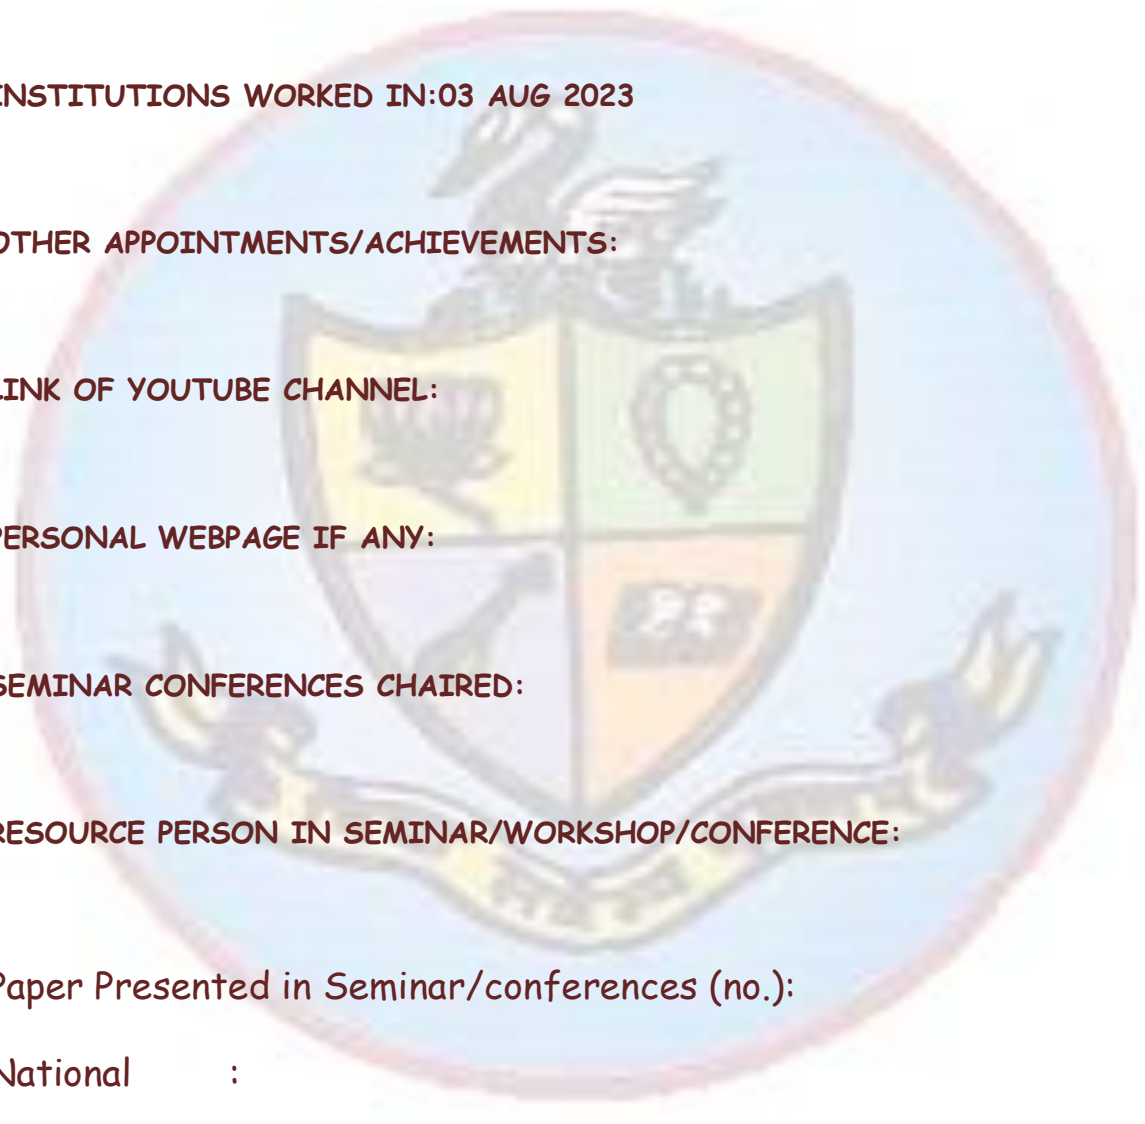 INSTITUTIONS WORKED IN:03 AUG 2023
OTHER APPOINTMENTS/ACHIEVEMENTS:
LINK OF YOUTUBE CHANNEL:
PERSONAL WEBPAGE IF ANY:
SEMINAR CONFERENCES CHAIRED:
RESOURCE PERSON IN SEMINAR/WORKSHOP/CONFERENCE:
Paper Presented in Seminar/conferences (no.):
National :